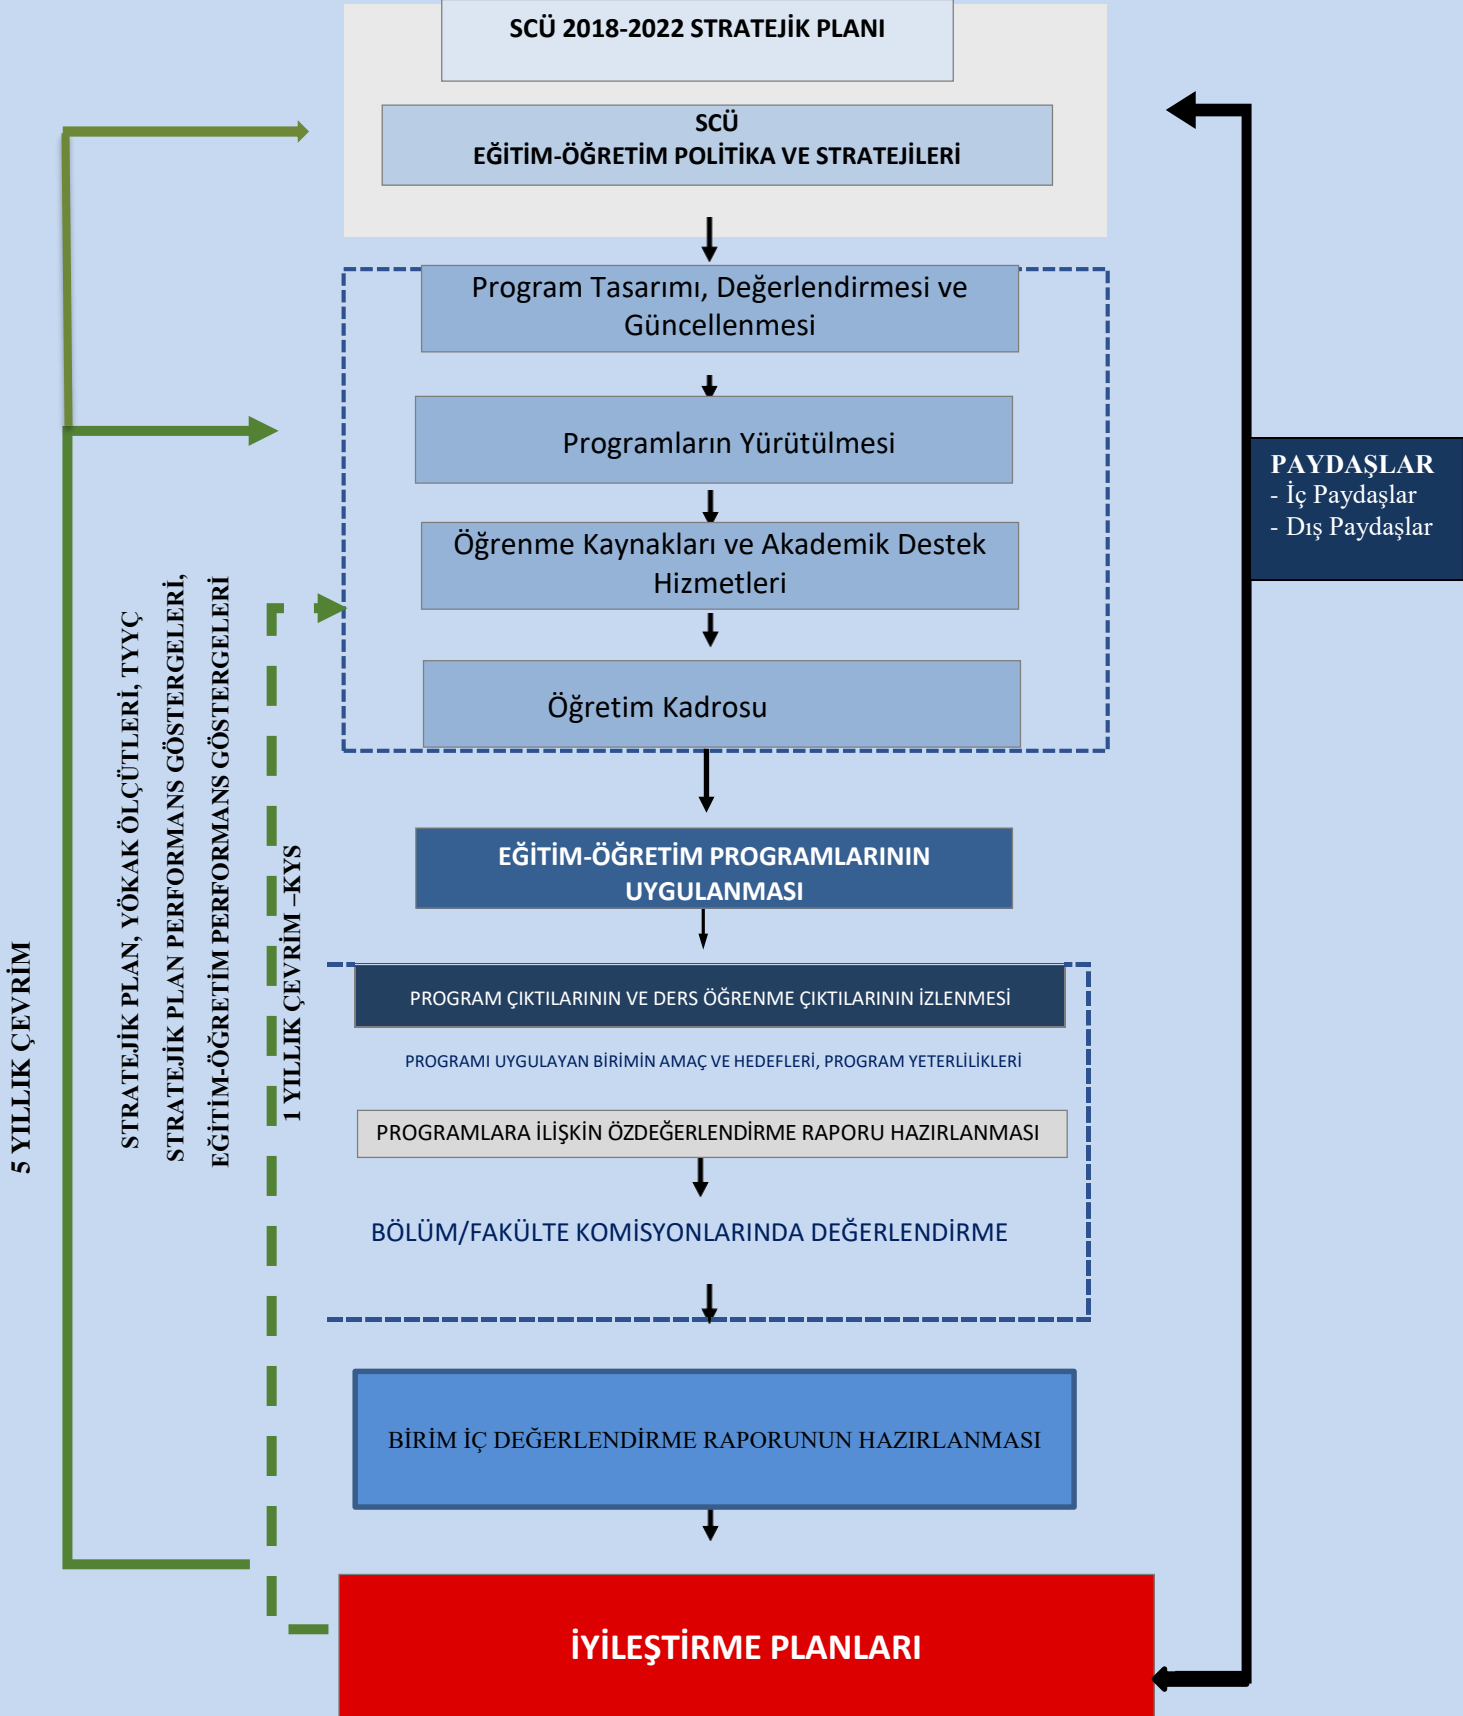 SCÜ 2018-2022 STRATEJİK PLANI
SCÜ
EĞİTİM-ÖĞRETİM POLİTİKA VE STRATEJİLERİ
Program Tasarımı, Değerlendirmesi ve
Güncellenmesi
Programların Yürütülmesi
Öğrenme Kaynakları ve Akademik Destek
Hizmetleri
Öğretim Kadrosu
EĞİTİM-ÖĞRETİM PROGRAMLARININ
UYGULANMASI
PROGRAM ÇIKTILARININ VE DERS ÖĞRENME ÇIKTILARININ İZLENMESİ
PROGRAMI UYGULAYAN BİRİMİN AMAÇ VE HEDEFLERİ, PROGRAM YETERLİLİKLERİ
PROGRAMLARA İLİŞKİN ÖZDEĞERLENDİRME RAPORU HAZIRLANMASI
BÖLÜM/FAKÜLTE KOMİSYONLARINDA DEĞERLENDİRME
BİRİM İÇ DEĞERLENDİRME RAPORUNUN HAZIRLANMASI
İYİLEŞTİRME PLANLARI
5 YILLIK ÇEVRİM
STRATEJİK PLAN, YÖKAK ÖLÇÜTLERİ, TYYÇ
STRATEJİK PLAN PERFORMANS GÖSTERGELERİ,
EĞİTİM-ÖĞRETİM PERFORMANS GÖSTERGELERİ
1 YILLIK ÇEVRİM –KYS
PAYDAŞLAR
- İç Paydaşlar
- Dış Paydaşlar